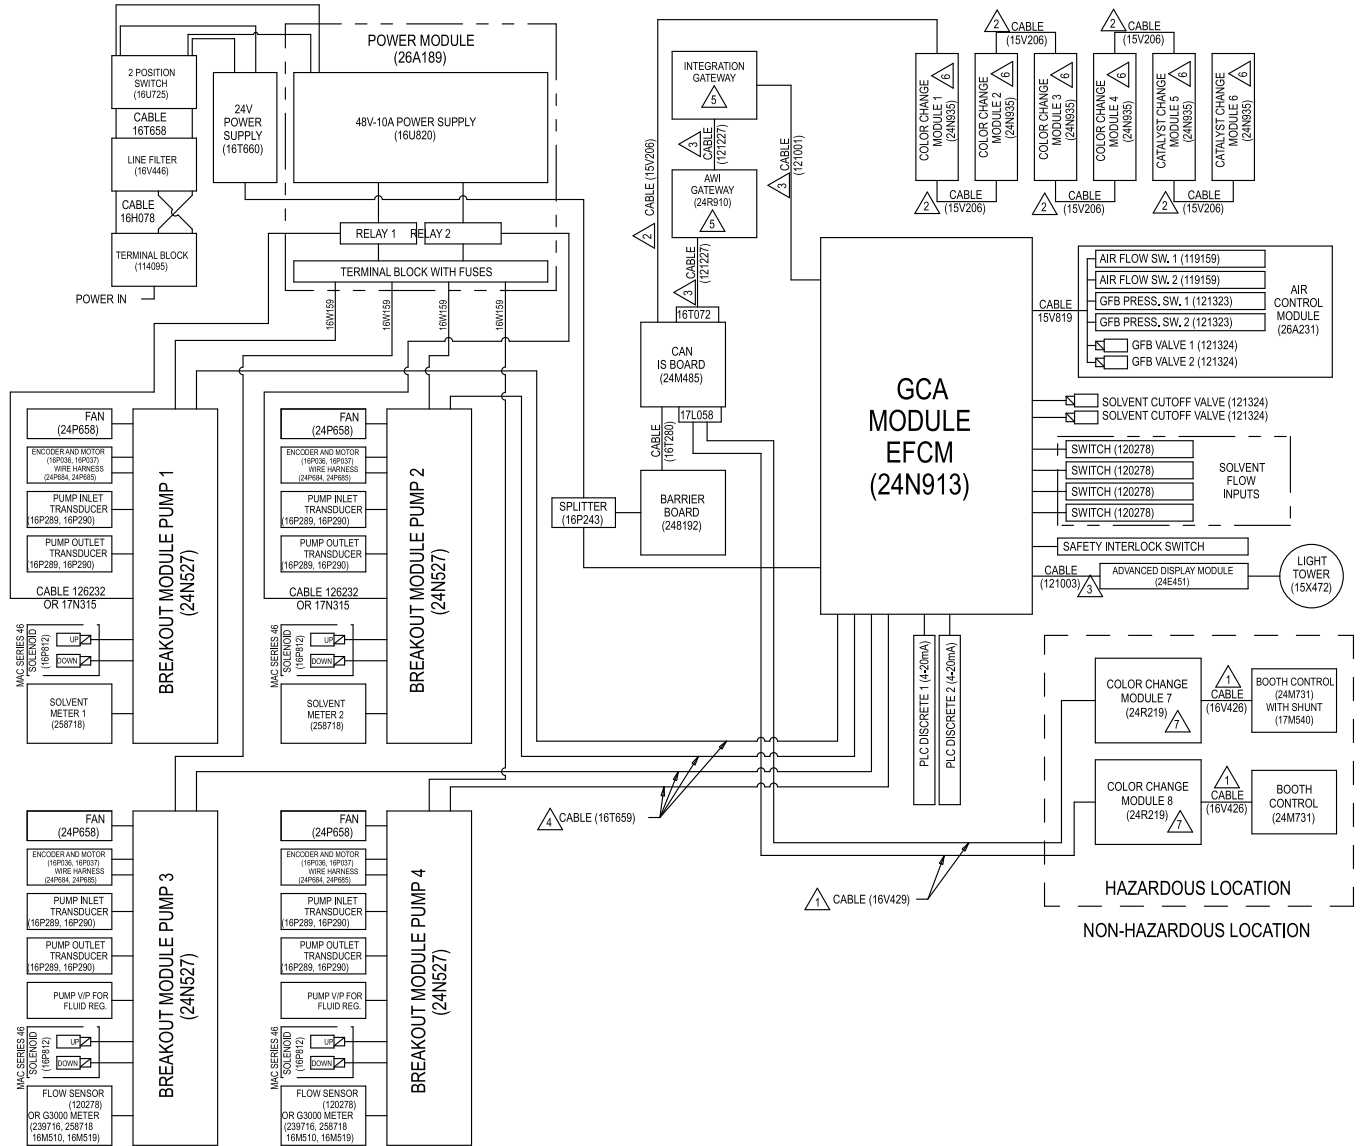 POWER MODULE
(26A189)
2 POSITION
SWITCH
(16U725)
CABLE
16T658
LINE FILTER
(16V446)
CABLE
16H078
TERMINAL BLOCK
(114095)
POWER IN
24V
POWER
SUPPLY
(16T660)
48V-10A POWER SUPPLY
(16U820)
RELAY 1
RELAY 2
TERMINAL BLOCK WITH FUSES
16W159
16W159
16W159
16W159
INTEGRATION
GATEWAY
5
3
CABLE
(121227)
AWI
GATEWAY
(24R910)
5
3
CABLE
(121227)
3
CABLE
(121001)
2
CABLE (15V206)
16T072
CAN
IS BOARD
(24M485)
17L058
CABLE
(16T280)
BARRIER
BOARD
(248192)
SPLITTER
(16P243)
2
CABLE
(15V206)
2
CABLE
(15V206)
COLOR CHANGE
MODULE 1
(24N935)
6
COLOR CHANGE
MODULE 2
(24N935)
6
COLOR CHANGE
MODULE 3
(24N935)
6
COLOR CHANGE
MODULE 4
(24N935)
6
CATALYST CHANGE
MODULE 5
(24N935)
6
CATALYST CHANGE
MODULE 6
(24N935)
6
2
CABLE
(15V206)
2
CABLE
(15V206)
2
CABLE
(15V206)
GCA
MODULE
EFCM
(24N913)
CABLE
15V819
AIR FLOW SW. 1 (119159)
AIR FLOW SW. 2 (119159)
GFB PRESS. SW. 1 (121323)
GFB PRESS. SW. 2 (121323)
GFB VALVE 1 (121324)
GFB VALVE 2 (121324)
AIR
CONTROL
MODULE
(26A231)
SOLVENT CUTOFF VALVE (121324)
SOLVENT CUTOFF VALVE (121324)
SWITCH (120278)
SWITCH (120278)
SWITCH (120278)
SWITCH (120278)
SOLVENT
FLOW
INPUTS
SAFETY INTERLOCK SWITCH
CABLE
(121003)
3
ADVANCED DISPLAY MODULE
(24E451)
LIGHT
TOWER
(15X472)
PLC DISCRETE 1 (4-20mA)
PLC DISCRETE 2 (4-20mA)
COLOR CHANGE
MODULE 7
(24R219)
7
1
CABLE
(16V426)
BOOTH CONTROL
(24M731)
WITH SHUNT
(17M540)
COLOR CHANGE
MODULE 8
(24R219)
7
1
CABLE
(16V426)
BOOTH
CONTROL
(24M731)
HAZARDOUS LOCATION
NON-HAZARDOUS LOCATION
4
CABLE (16T659)
1
CABLE (16V429)
FAN
(24P658)
ENCODER AND MOTOR
(16P036, 16P037)
WIRE HARNESS
(24P684, 24P685)
PUMP INLET
TRANSDUCER
(16P289, 16P290)
PUMP OUTLET
TRANSDUCER
(16P289, 16P290)
CABLE 126232
OR 17N315
MAC SERIES 46
SOLENOID
(16P812)
UP
DOWN
SOLVENT
METER 1
(258718)
BREAKOUT MODULE PUMP 1
(24N527)
FAN
(24P658)
ENCODER AND MOTOR
(16P036, 16P037)
WIRE HARNESS
(24P684, 24P685)
PUMP INLET
TRANSDUCER
(16P289, 16P290)
PUMP OUTLET
TRANSDUCER
(16P289, 16P290)
CABLE 126232
OR 17N315
MAC SERIES 46
SOLENOID
(16P812)
UP
DOWN
SOLVENT
METER 2
(258718)
BREAKOUT MODULE PUMP 2
(24N527)
FAN
(24P658)
ENCODER AND MOTOR
(16P036, 16P037)
WIRE HARNESS
(24P684, 24P685)
PUMP INLET
TRANSDUCER
(16P289, 16P290)
PUMP OUTLET
TRANSDUCER
(16P289, 16P290)
PUMP V/P FOR
FLUID REG.
MAC SERIES 46
SOLENOID
(16P812)
UP
DOWN
FLOW SENSOR
(120278)
OR G3000 METER
(239716, 258718
16M510, 16M519)
BREAKOUT MODULE PUMP 3
(24N527)
FAN
(24P658)
ENCODER AND MOTOR
(16P036, 16P037)
WIRE HARNESS
(24P684, 24P685)
PUMP INLET
TRANSDUCER
(16P289, 16P290)
PUMP OUTLET
TRANSDUCER
(16P289, 16P290)
PUMP V/P FOR
FLUID REG.
MAC SERIES 46
SOLENOID
(16P812)
UP
DOWN
FLOW SENSOR
(120278)
OR G3000 METER
(239716, 258718
16M510, 16M519)
BREAKOUT MODULE PUMP 4
(24N527)